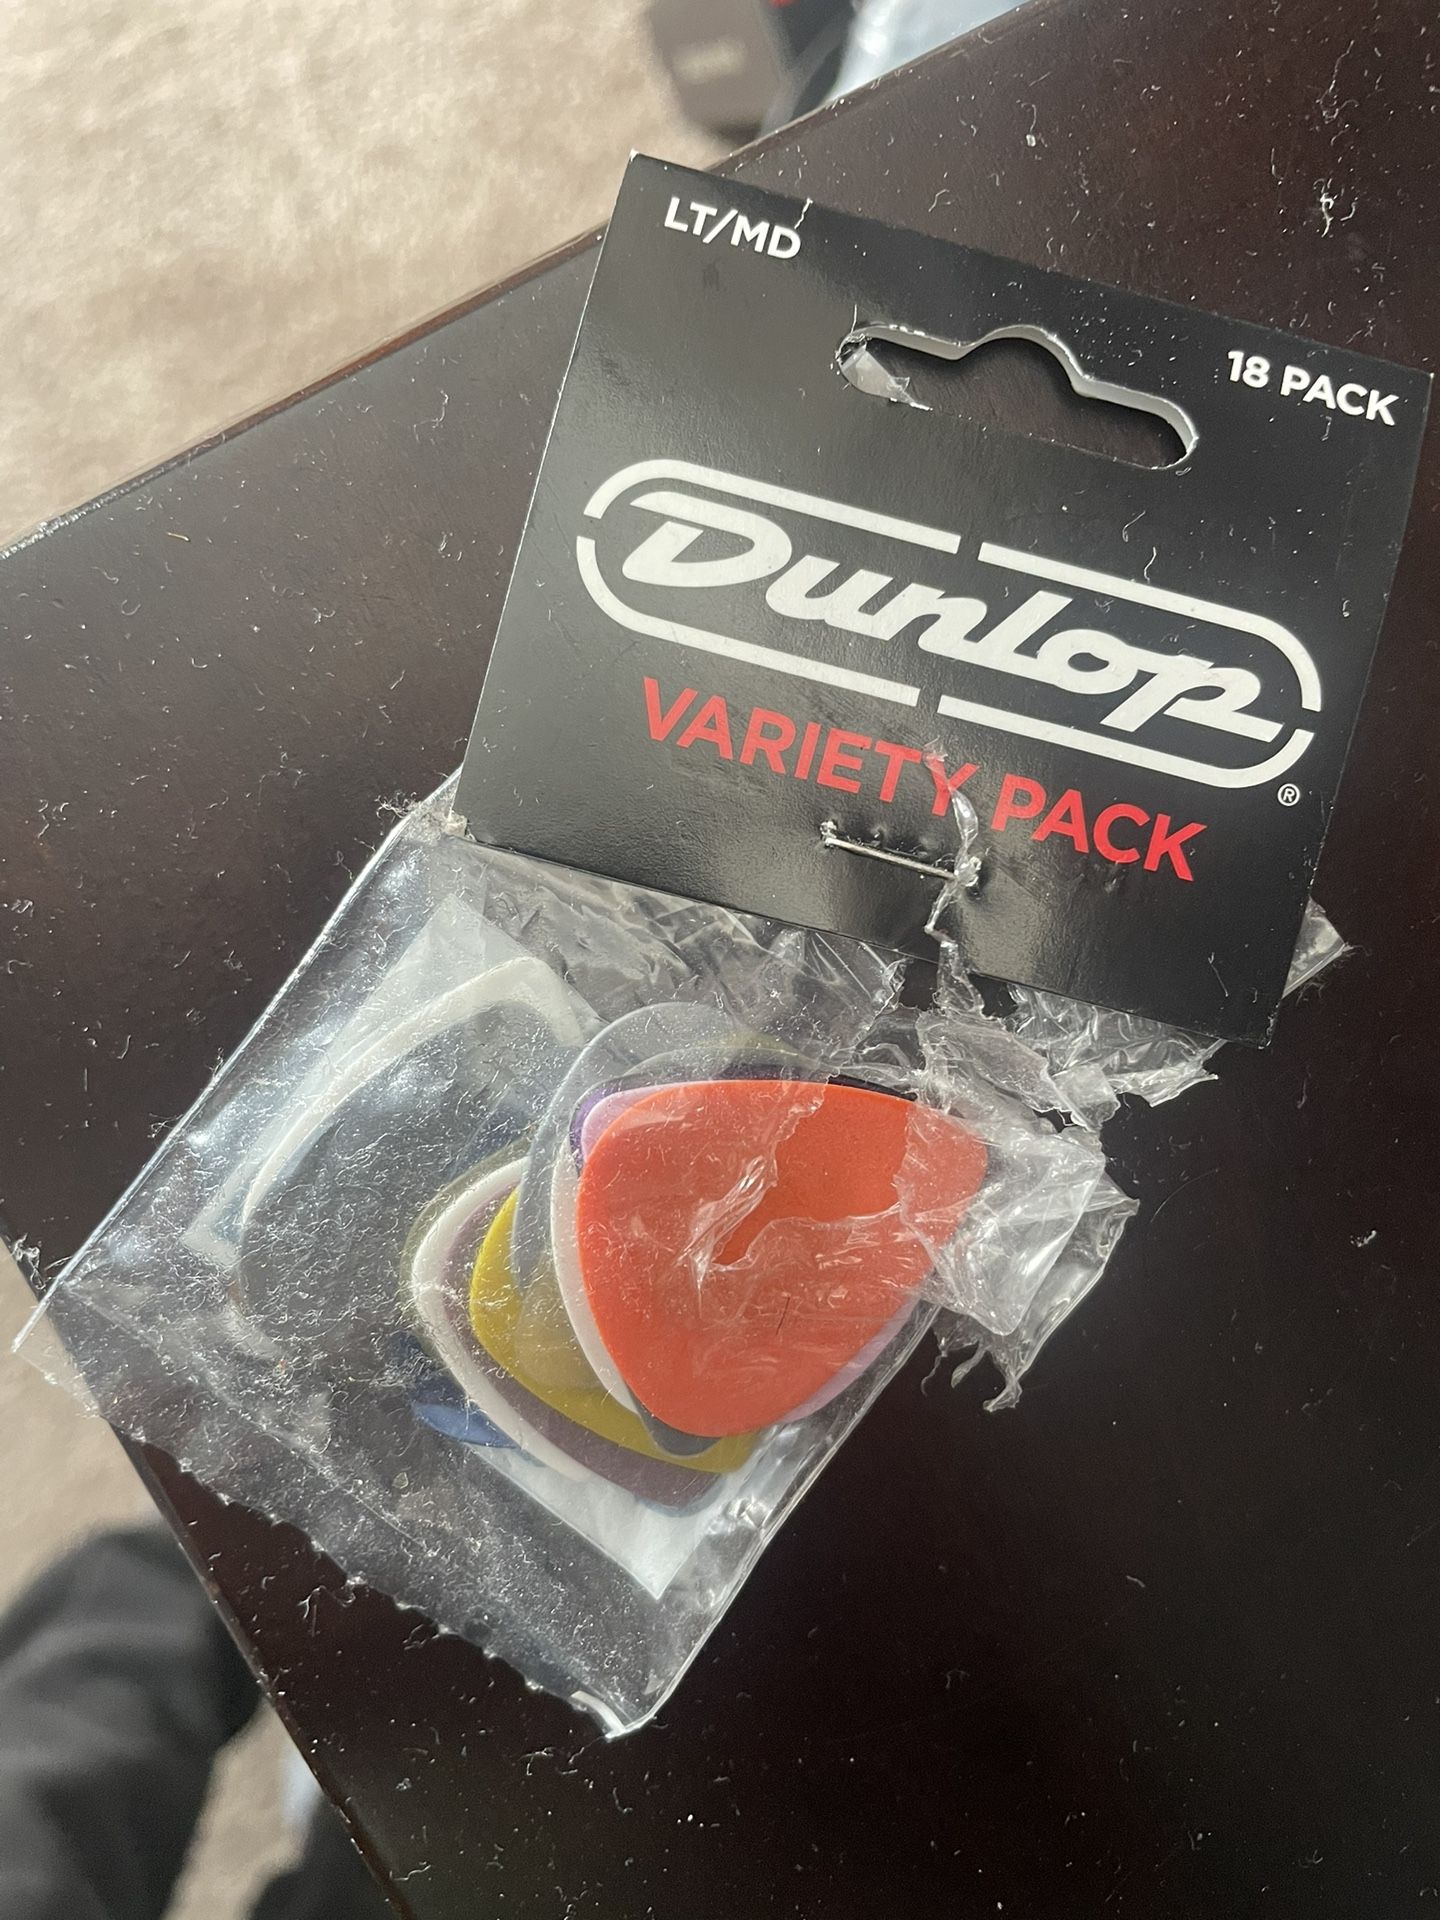 LT/MD
18 PACK
Dunlop
®
VARIETY PACK